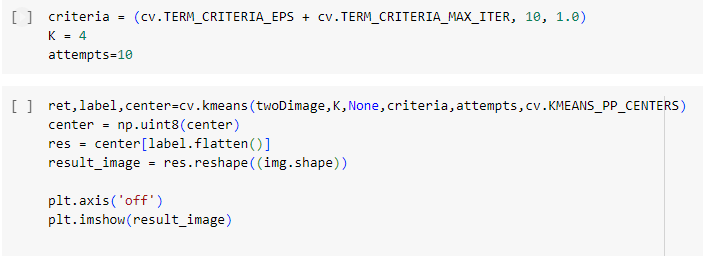 [ ] criteria = (cv.TERM_CRITERIA_EPS + cv.TERM_CRITERIA_MAX_ITER, 10, 1.0)
K = 4
attempts=10
[ ] ret,label,center=cv.kmeans(twoDimage,K,None,criteria,attempts,cv.KMEANS_PP_CENTERS)
center = np.uint8(center)
res = center[label.flatten()]
result_image = res.reshape((img.shape))
plt.axis('off')
plt.imshow(result_image)